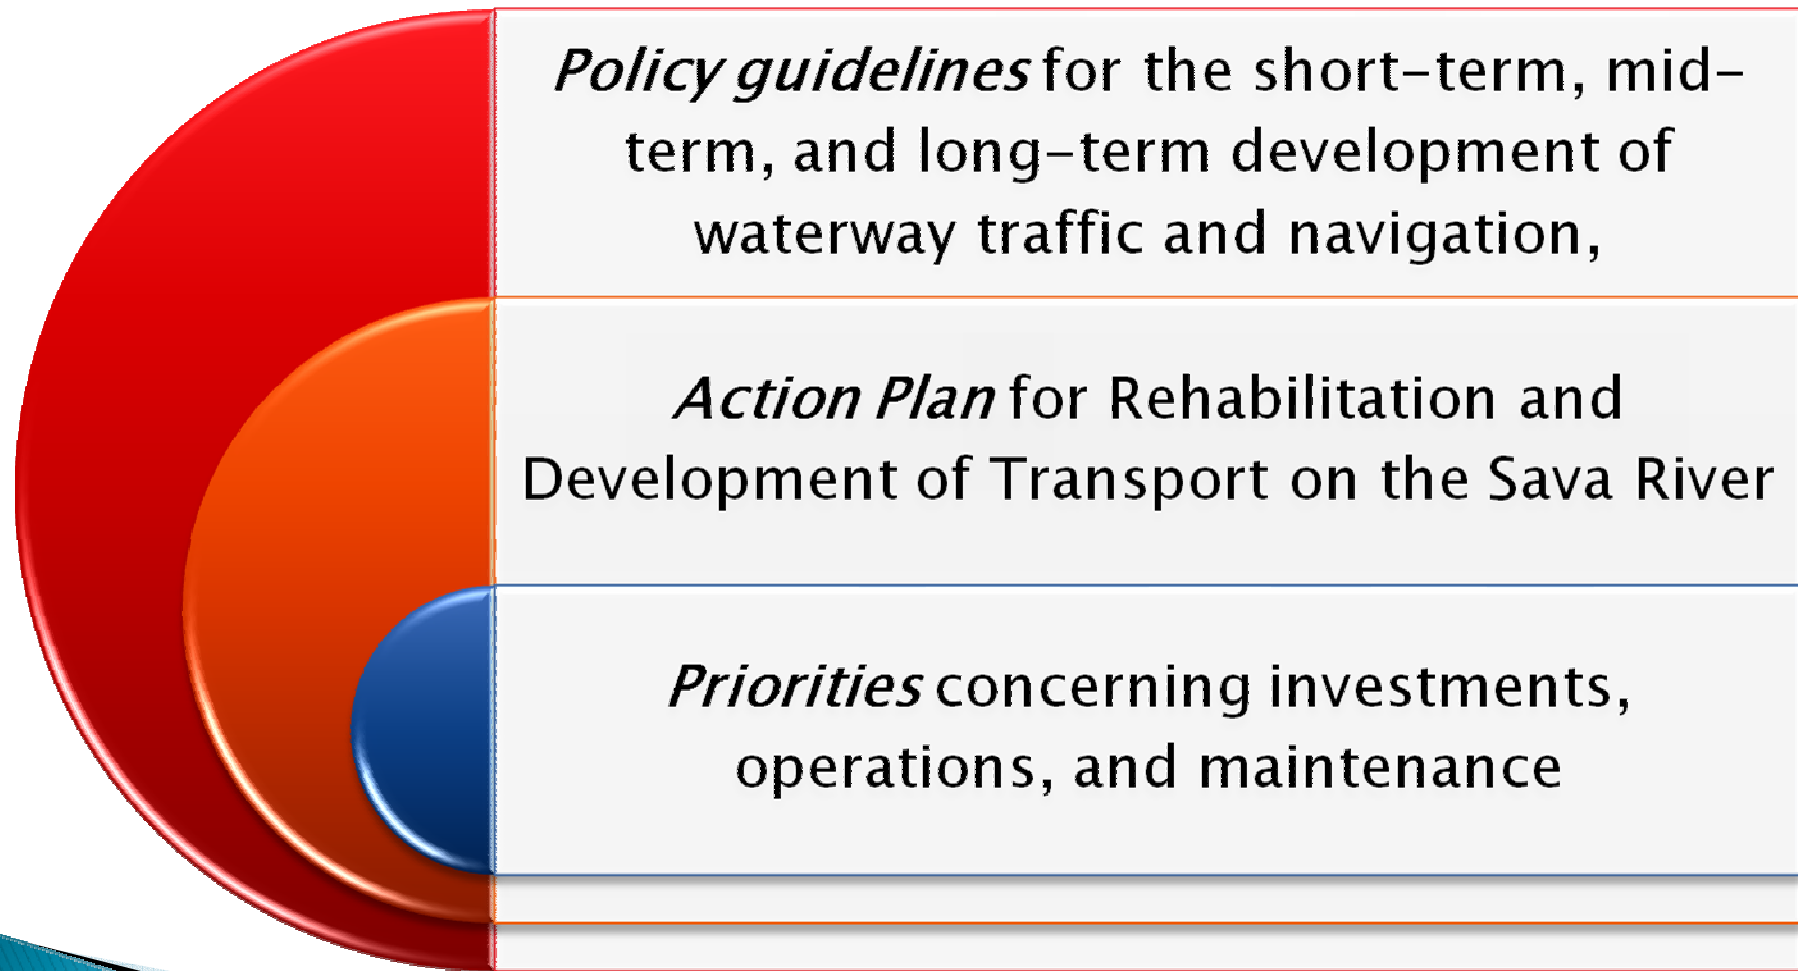 Policy guidelines for the short-term, mid-
term, and long-term development of
waterway traffic and navigation,
Action Plan for Rehabilitation and
Development of Transport on the Sava River
Priorities concerning investments,
operations, and maintenance